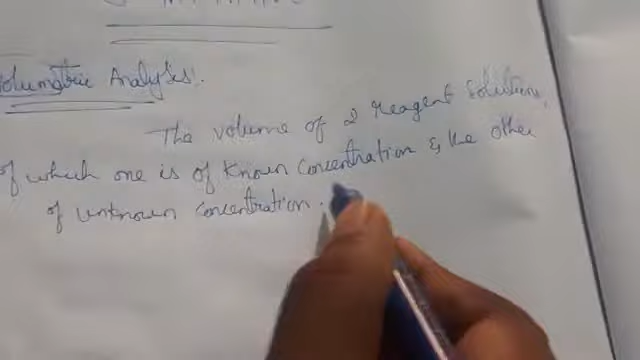 Volumetric Analysis:
The volume of 2 reagent solutions,
of which one is of known concentration & the other
of unknown concentration.